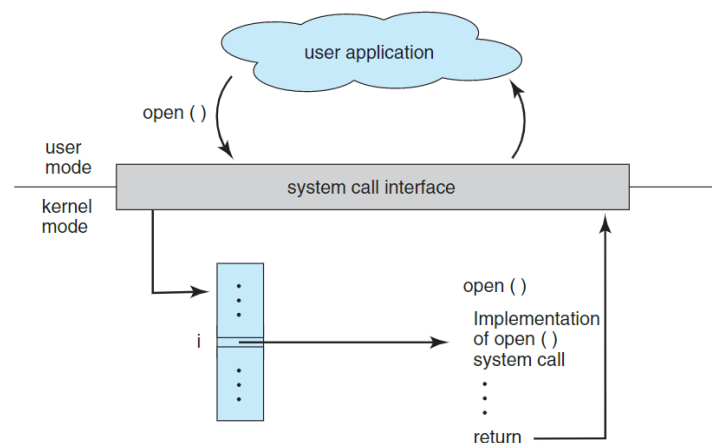 user application
open ( )
user
mode
system call interface
kernel
mode
open ( )
i
Implementation
of open ( )
system call
return